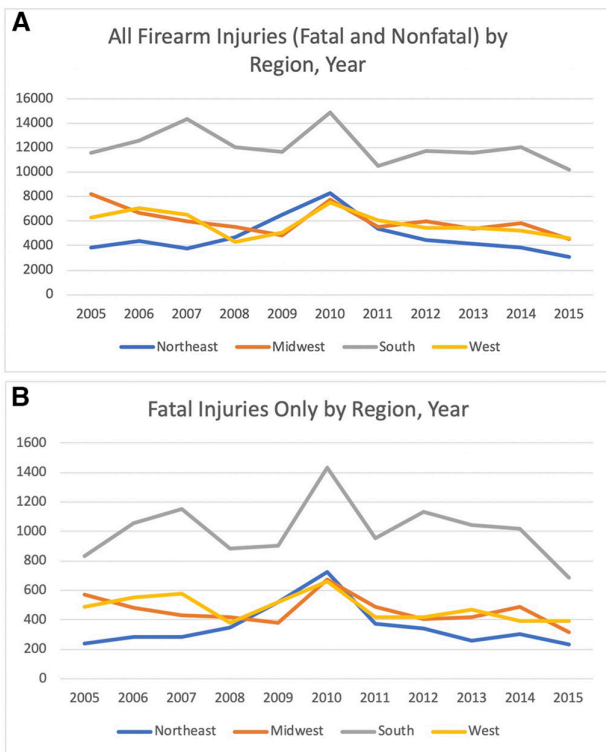 A
All Firearm Injuries (Fatal and Nonfatal) by
Region, Year
16000
14000
12000
10000
8000
6000
4000
2000
0
2005 2006 2007 2008 2009 2010 2011 2012 2013 2014 2015
Northeast Midwest South West
B
Fatal Injuries Only by Region, Year
1600
1400
1200
1000
800
600
400
200
0
2005 2006 2007 2008 2009 2010 2011 2012 2013 2014 2015
Northeast Midwest South West